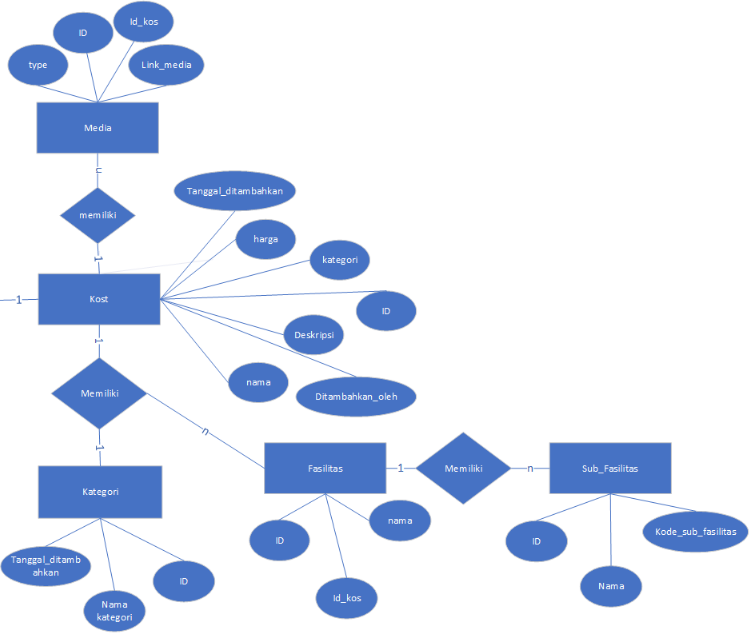 Id_kos
ID
type
Link_media
Media
n
memiliki
Tanggal_ditambahkan
1
harga
kategori
1
Kost
ID
Deskripsi
1
nama
Memiliki
Ditambahkan_oleh
n
1
Fasilitas
1
Memiliki
n
Sub_Fasilitas
Kategori
nama
ID
ID
Kode_sub_fasilitas
Tanggal_ditamb
ahkan
ID
Nama
kategori
Id_kos
Nama